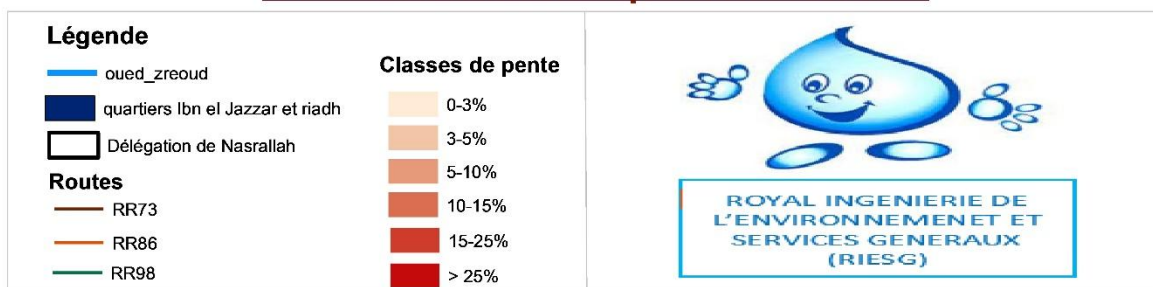 Légende
oued_zreoud
quartiers Ibn el Jazzar et riadh
Délégation de Nasrallah
Routes
RR73
RR86
RR98
Classes de pente
0-3%
3-5%
5-10%
10-15%
15-25%
> 25%
ROYAL INGENIERIE DE
L'ENVIRONNEMENET ET
SERVICES GENERAUX
(RIESG)